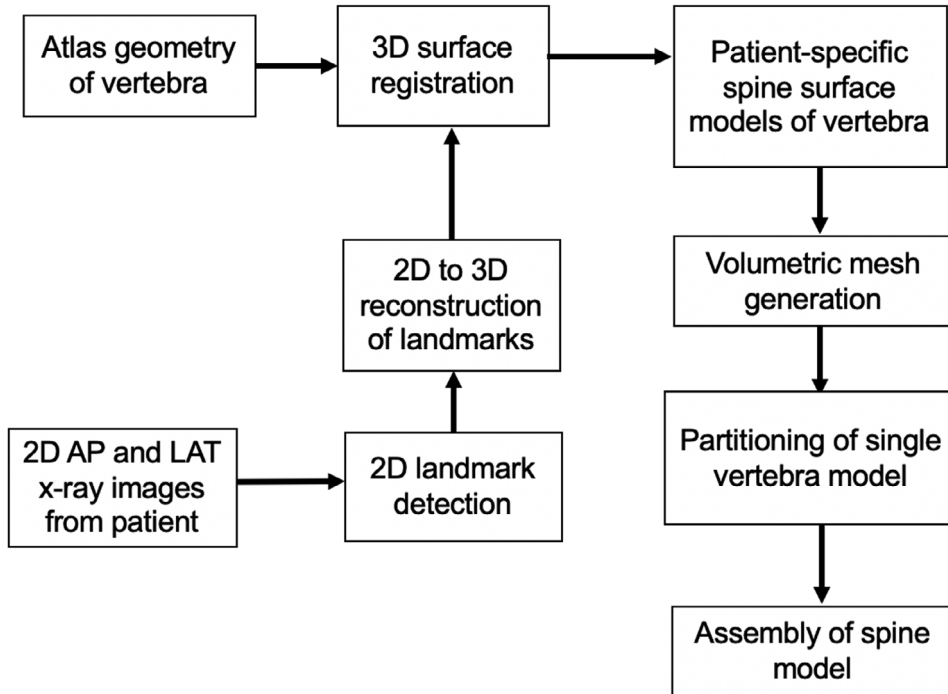 Atlas geometry
of vertebra
3D surface
registration
Patient-specific
spine surface
models of vertebra
2D to 3D
reconstruction
of landmarks
Volumetric mesh
generation
2D AP and LAT
x-ray images
from patient
2D landmark
detection
Partitioning of single
vertebra model
Assembly of spine
model